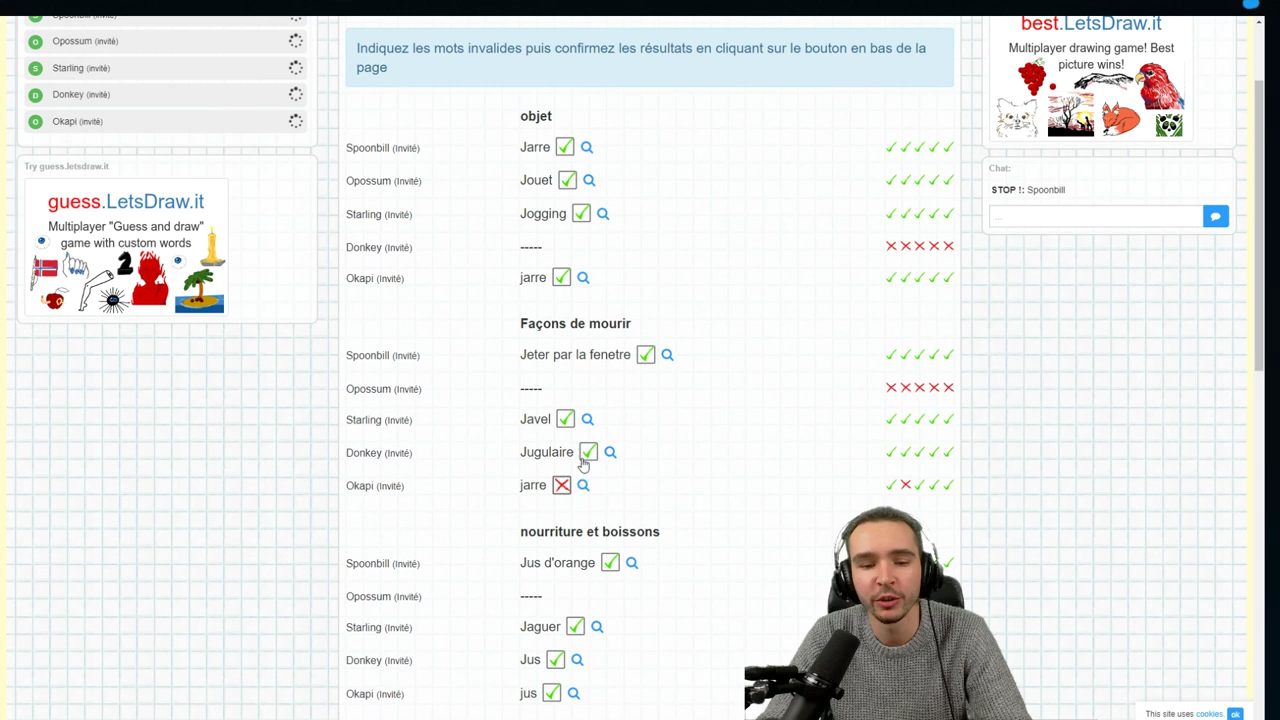 Opossum (invité)
Starling (invité)
Donkey (invité)
Okapi (invité)
Try guess.letsdraw.it
guess.LetsDraw.it
Multiplayer "Guess and draw" game with custom words
Indiquez les mots invalides puis confirmez les résultats en cliquant sur le bouton en bas de la
page
objet
Spoonbill (Invité) Jarre
Opossum (Invité) Jouet
Starling (Invité) Jogging
Donkey (Invité) -----
Okapi (Invité) jarre
Façons de mourir
Spoonbill (Invité) Jeter par la fenetre
Opossum (Invité) -----
Starling (Invité) Javel
Donkey (Invité) Jugulaire
Okapi (Invité) jarre
nourriture et boissons
Spoonbill (Invité) Jus d'orange
Opossum (Invité) -----
Starling (Invité) Jaguer
Donkey (Invité) Jus
Okapi (Invité) jus
best.LetsDraw.it
Multiplayer drawing game! Best
picture wins!
Chat:
STOP !: Spoonbill
...
This site uses cookies. ok